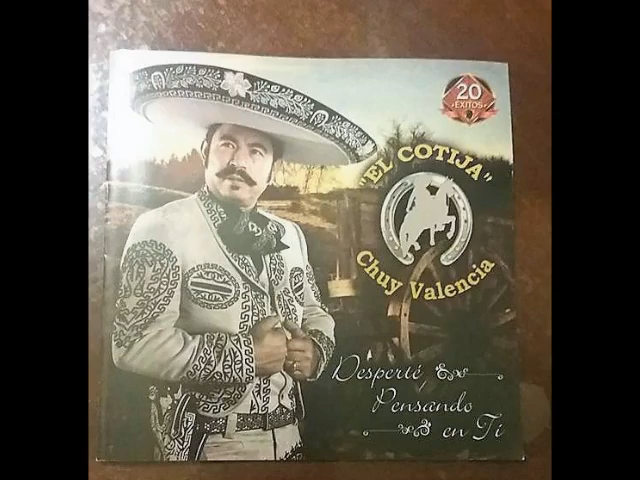 20
ÉXITOS
"EL COTIJA"
Chuy Valencia
Desperté
Pensando
en Ti